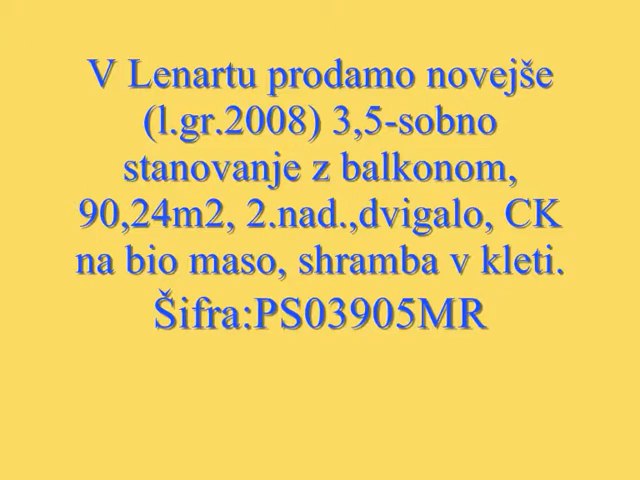 V Lenartu prodamo novejše
(l.gr.2008) 3,5-sobno
stanovanje z balkonom,
90,24m2, 2.nad.,dvigalo, CK
na bio maso, shramba v kleti.
Šifra:PS03905MR